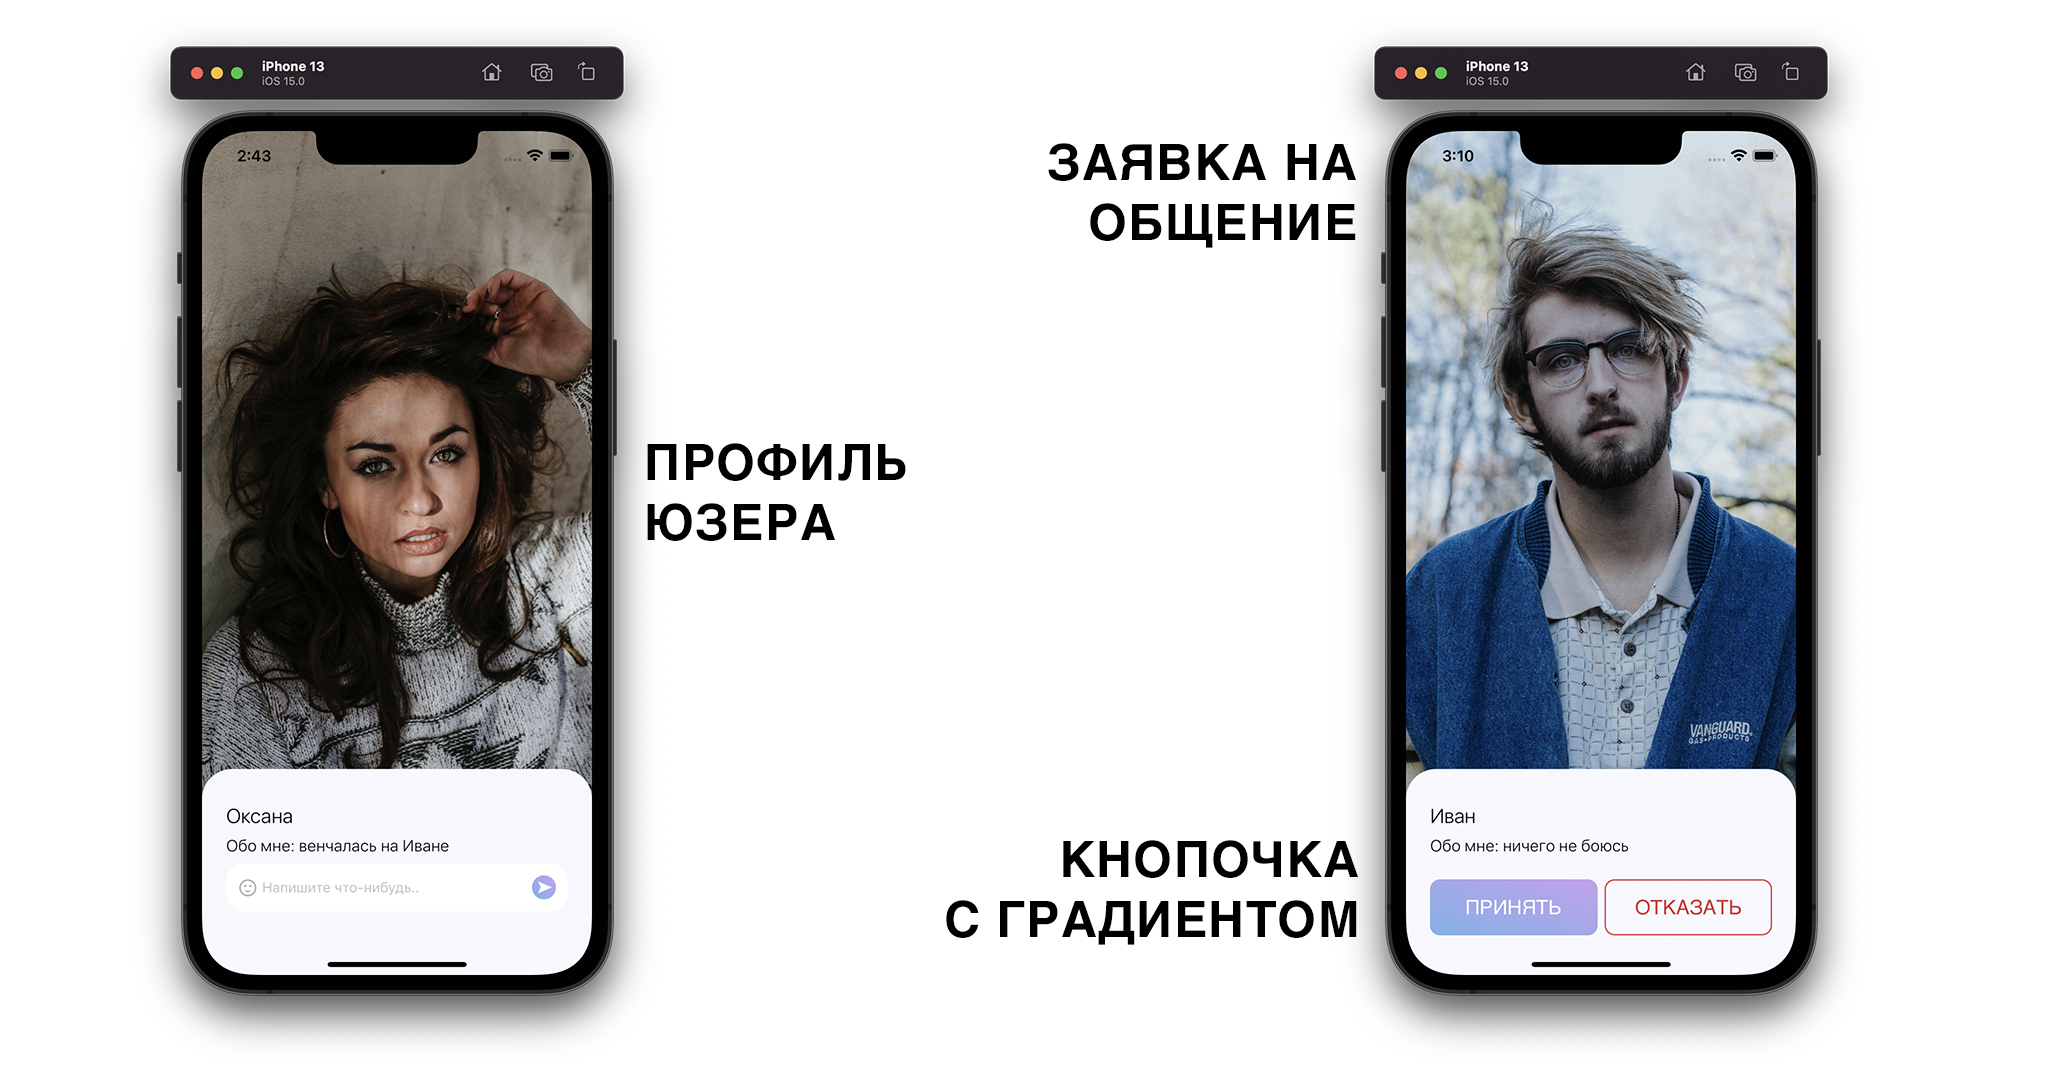 iPhone 13
iOS 15.0
2:43
ПРОФИЛЬ
ЮЗЕРА
Оксана
Обо мне: венчалась на Иване
Напишите что-нибудь..
ЗАЯВКА НА
ОБЩЕНИЕ
КНОПОЧКА
С ГРАДИЕНТОМ
iPhone 13
iOS 15.0
3:10
VANGUARD
GAS•PRODUCTS
Иван
Обо мне: ничего не боюсь
ПРИНЯТЬ
ОТКАЗАТЬ